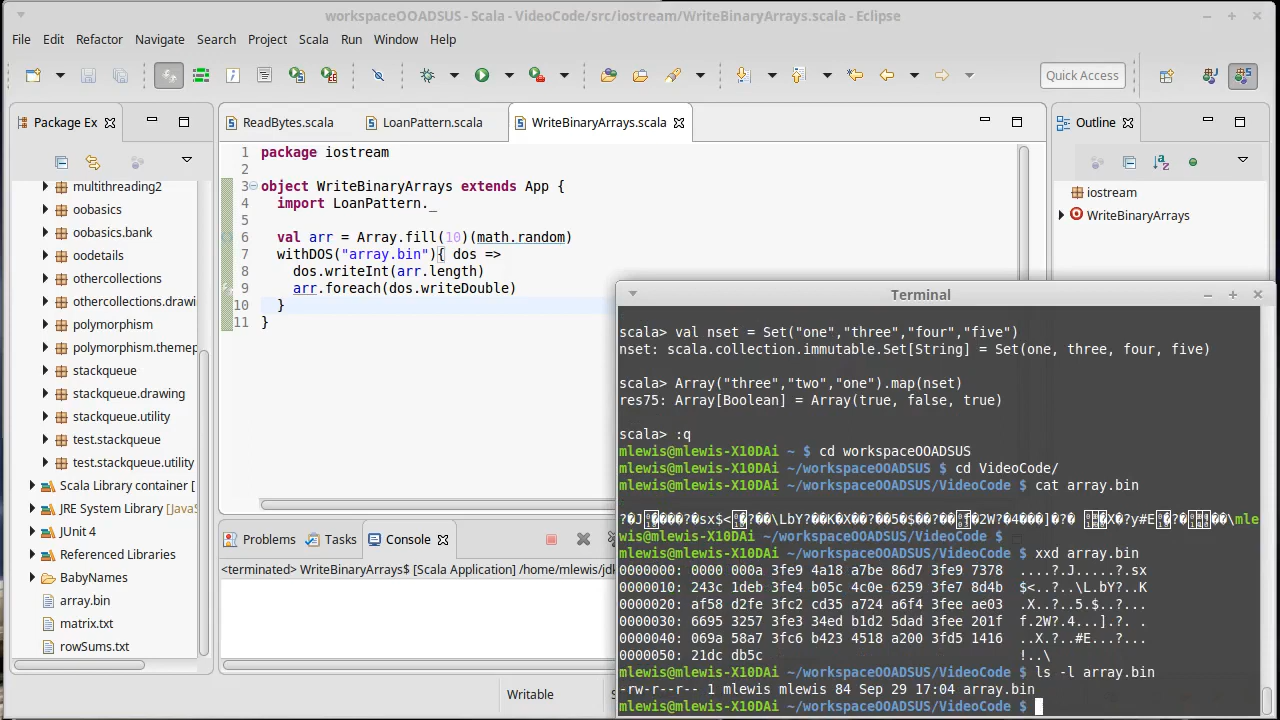 workspaceOOADSUS - Scala - VideoCode/src/iostream/WriteBinaryArrays.scala - Eclipse
File Edit Refactor Navigate Search Project Scala Run Window Help
Quick Access
Package Ex
ReadBytes.scala LoanPattern.scala WriteBinaryArrays.scala
Outline
multithreading2
oobasics
oobasics.bank
oodetails
othercollections
othercollections.drawi
polymorphism
polymorphism.themep
stackqueue
stackqueue.drawing
stackqueue.utility
test.stackqueue
test.stackqueue.utility
Scala Library container [
JRE System Library [JavaS
JUnit 4
Referenced Libraries
BabyNames
array.bin
matrix.txt
rowSums.txt
1 package iostream
2
3 object WriteBinaryArrays extends App {
4 import LoanPattern._
5
6 val arr = Array.fill(10)(math.random)
7 withDOS("array.bin"){ dos =>
8 dos.writeInt(arr.length)
9 arr.foreach(dos.writeDouble)
10 }
11 }
iostream
WriteBinaryArrays
Problems Tasks Console
<terminated> WriteBinaryArrays$ [Scala Application] /home/mlewis/jdk
Writable
Terminal
scala> val nset = Set("one","three","four","five")
nset: scala.collection.immutable.Set[String] = Set(one, three, four, five)
scala> Array("three","two","one").map(nset)
res75: Array[Boolean] = Array(true, false, true)
scala> :q
mlewis@mlewis-X10DAi ~ $ cd workspaceOOADSUS
mlewis@mlewis-X10DAi ~/workspaceOOADSUS $ cd VideoCode/
mlewis@mlewis-X10DAi ~/workspaceOOADSUS/VideoCode $ cat array.bin
mle
wis@mlewis-X10DAi ~/workspaceOOADSUS/VideoCode $
mlewis@mlewis-X10DAi ~/workspaceOOADSUS/VideoCode $ xxd array.bin
0000000: 0000 000a 3fe9 4a18 a7be 86d7 3fe9 7378 ....?.J.....?.sx
0000010: 243c 1deb 3fe4 b05c 4c0e 6259 3fe7 8d4b $<..?..\L.bY?..K
0000020: af58 d2fe 3fc2 cd35 a724 a6f4 3fee ae03 .X..?..5.$..?...
0000030: 6695 3257 3fe3 34ed b1d2 5dad 3fee 201f f.2W?.4...].?. .
0000040: 069a 58a7 3fc6 b423 4518 a200 3fd5 1416 ..X.?..#E...?...
0000050: 21dc db5c !..\
mlewis@mlewis-X10DAi ~/workspaceOOADSUS/VideoCode $ ls -l array.bin
-rw-r--r-- 1 mlewis mlewis 84 Sep 29 17:04 array.bin
mlewis@mlewis-X10DAi ~/workspaceOOADSUS/VideoCode $